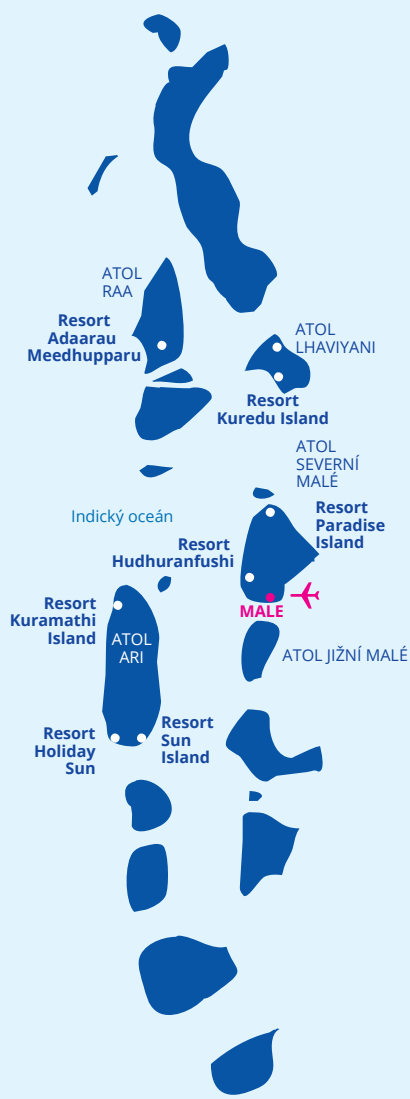 ATOL
RAA
Resort
Adaarau
Meedhupparu
ATOL
LHAVIYANI
Resort
Kuredu Island
ATOL
SEVERNÍ
MALÉ
Indický oceán
Resort
Paradise
Island
Resort
Hudhuranfushi
MALE
Resort
Kuramathi
Island
ATOL
ARI
ATOL JIŽNÍ MALÉ
Resort
Holiday
Sun
Resort
Sun
Island